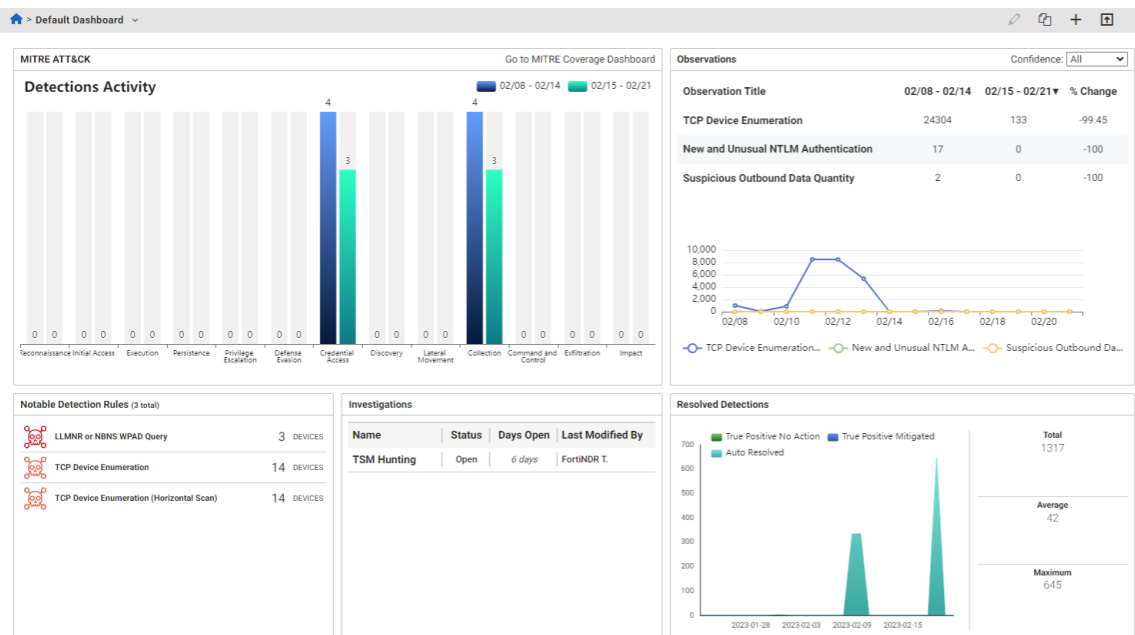 > Default Dashboard
MITRE ATT&CK
Go to MITRE Coverage Dashboard
Detections Activity
02/08 - 02/14 02/15 - 02/21
4 4
3 3
0 0 0 0 0 0 0 0 0 0 0 0 0 0 0 0 0 0 0 0 0 0
Reconnaissance Initial Access Execution Persistence Privilege Escalation Defense Evasion Credential Access Discovery Lateral Movement Collection Command and Control Exfiltration Impact
Observations
Confidence: All
Observation Title 02/08 - 02/14 02/15 - 02/21▼ % Change
TCP Device Enumeration 24304 133 -99.45
New and Unusual NTLM Authentication 17 0 -100
Suspicious Outbound Data Quantity 2 0 -100
10,000
8,000
6,000
4,000
2,000
0
02/08 02/10 02/12 02/14 02/16 02/18 02/20
TCP Device Enumeration... New and Unusual NTLM A... Suspicious Outbound Da...
Notable Detection Rules (3 total)
LLMNR or NBNS WPAD Query 3 DEVICES
TCP Device Enumeration 14 DEVICES
TCP Device Enumeration (Horizontal Scan) 14 DEVICES
Investigations
Name Status Days Open Last Modified By
TSM Hunting Open 6 days FortiNDR T.
Resolved Detections
True Positive No Action True Positive Mitigated
Auto Resolved
700
600
500
400
300
200
100
0
2023-01-28 2023-02-03 2023-02-09 2023-02-15
Total
1317
Average
42
Maximum
645